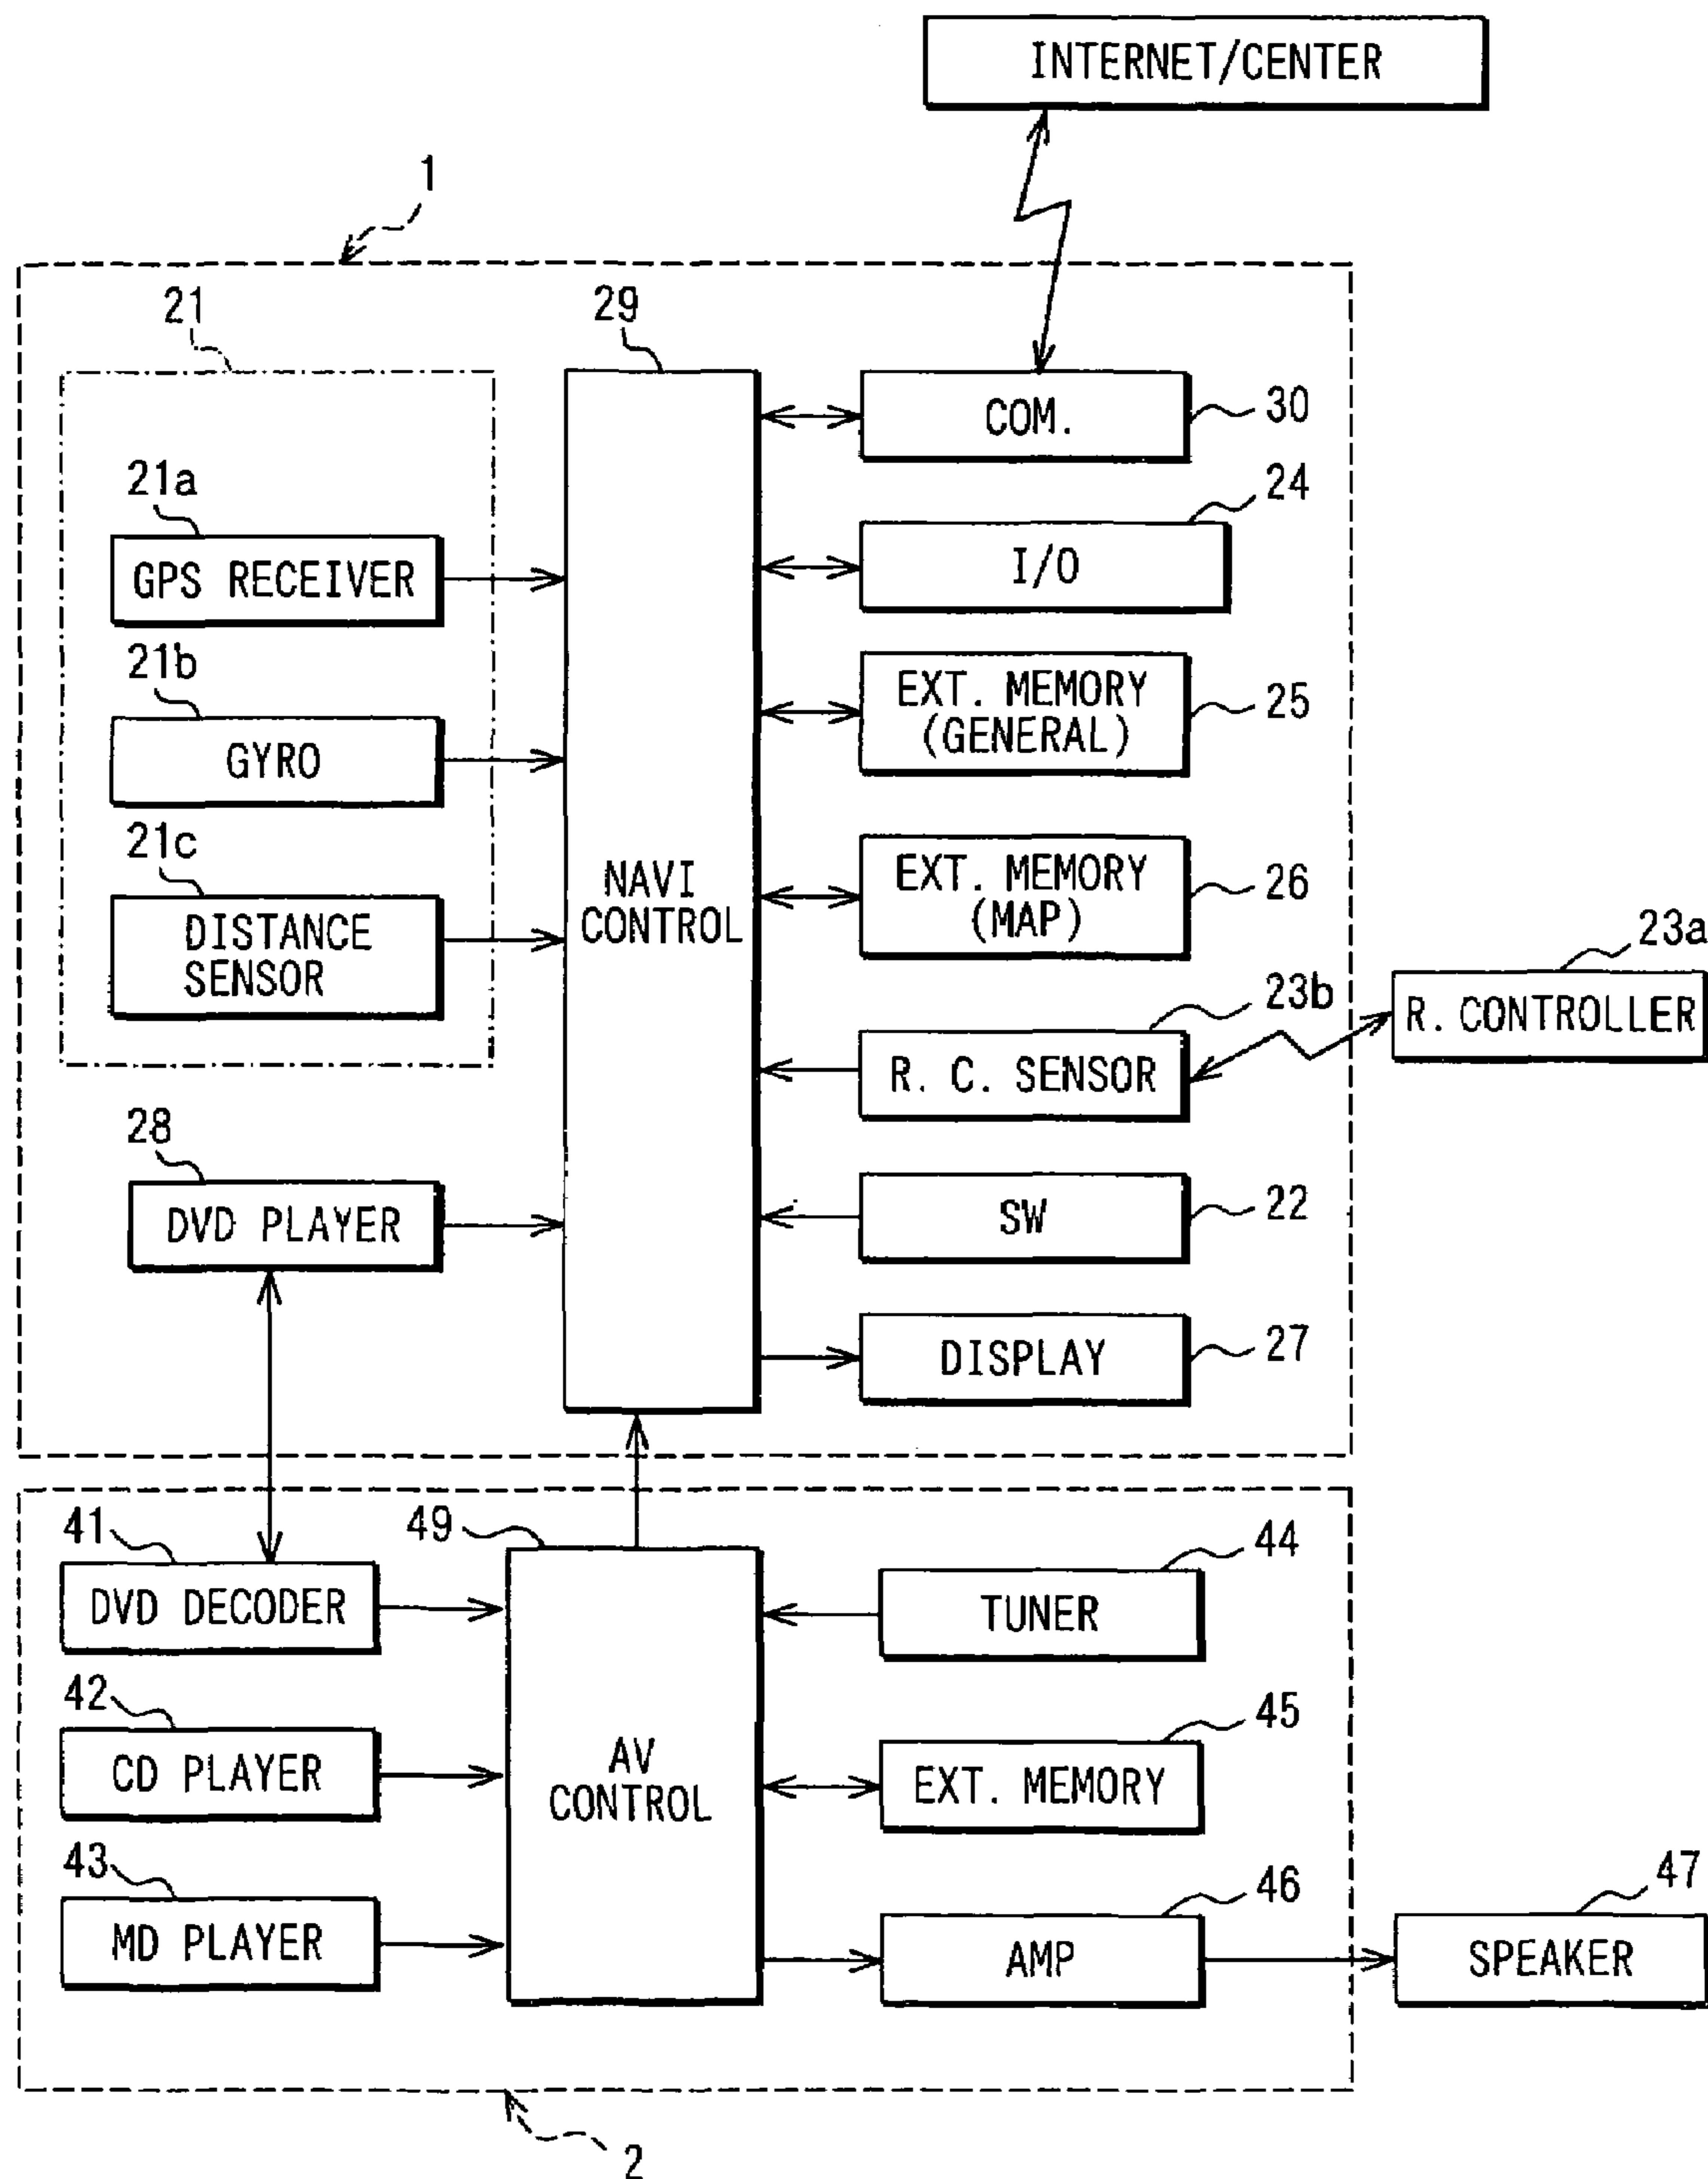 INTERNET/CENTER
1
21
29
COM.
30
21a
GPS RECEIVER
24
I/O
21b
GYRO
EXT. MEMORY
(GENERAL)
25
21c
DISTANCE
SENSOR
NAVI
CONTROL
EXT. MEMORY
(MAP)
26
23a
R. CONTROLLER
23b
R. C. SENSOR
28
DVD PLAYER
SW
22
DISPLAY
27
41
DVD DECODER
49
44
TUNER
42
CD PLAYER
AV
CONTROL
45
EXT. MEMORY
43
MD PLAYER
46
AMP
47
SPEAKER
2